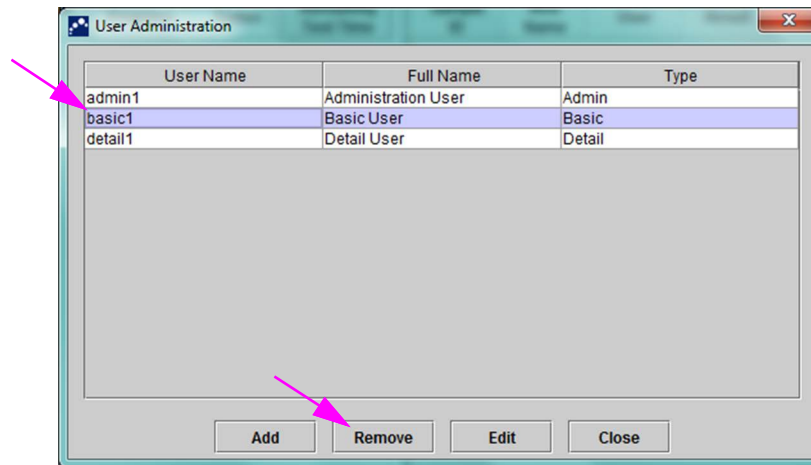 User Administration
User Name Full Name Type
admin1 Administration User Admin
basic1 Basic User Basic
detail1 Detail User Detail
Add Remove Edit Close